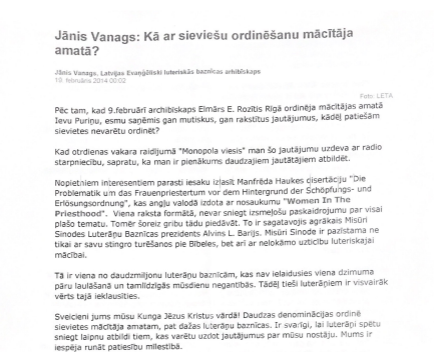 Jānis Vanags: Kā ar sieviešu ordinēšanu mācītāja
amatā?
Jānis Vanags, Latvijas Evaņģēliski luteriskās baznīcas arhibīskaps
10. februāris 2014 00:02
Foto: LETA
Pēc tam, kad 9.februārī archibīskaps Elmārs E. Rozītis Rīgā ordinēja mācītājas amatā
Ievu Puriņu, esmu saņēmis gan mutiskus, gan rakstītus jautājumus, kādēļ patiešām
sievietes nevarētu ordinēt?
Kad otrdienas vakara raidījumā "Monopola viesis" man šo jautājumu uzdeva ar radio
starpniecību, sapratu, ka man ir pienākums daudzajiem jautātājiem atbildēt.
Nopietniem interesentiem parasti iesaku izlasīt Manfrēda Haukes disertāciju "Die
Problematik um das Frauenpriestertum vor dem Hintergrund der Schöpfungs- und
Erlösungsordnung", kas angļu valodā izdota ar nosaukumu "Women In The
Priesthood". Viena raksta formātā, nevar sniegt izsmeļošu paskaidrojumu par visai
plašo tematu. Tomēr šoreiz gribu tādu piedāvāt. To ir sagatavojis agrākais Misūri
Sinodes Luterāņu Baznīcas prezidents Alvins L. Barijs. Misūri Sinode ir pazīstama ne
tikai ar savu stingro turēšanos pie Bībeles, bet arī ar nelokāmo uzticību luteriskajai
mācībai.
Tā ir viena no daudzmiljonu luterāņu baznīcām, kas nav ielaidusies viena dzimuma
pāru laulāšanā un tamlīdzīgās mūsdienu negantībās. Tādēļ tieši luterāņiem ir visvairāk
vērts tajā ieklausīties.
Sveicieni jums mūsu Kunga Jēzus Kristus vārdā! Daudzas denominācijas ordinē
sievietes mācītāja amatam, pat dažas luterāņu baznīcas. Ir svarīgi, lai luterāņi spētu
sniegt laipnu atbildi tam, kas varētu uzdot jautājumus par mūsu nostāju. Mums ir
iespēja runāt patiesību mīlestībā.